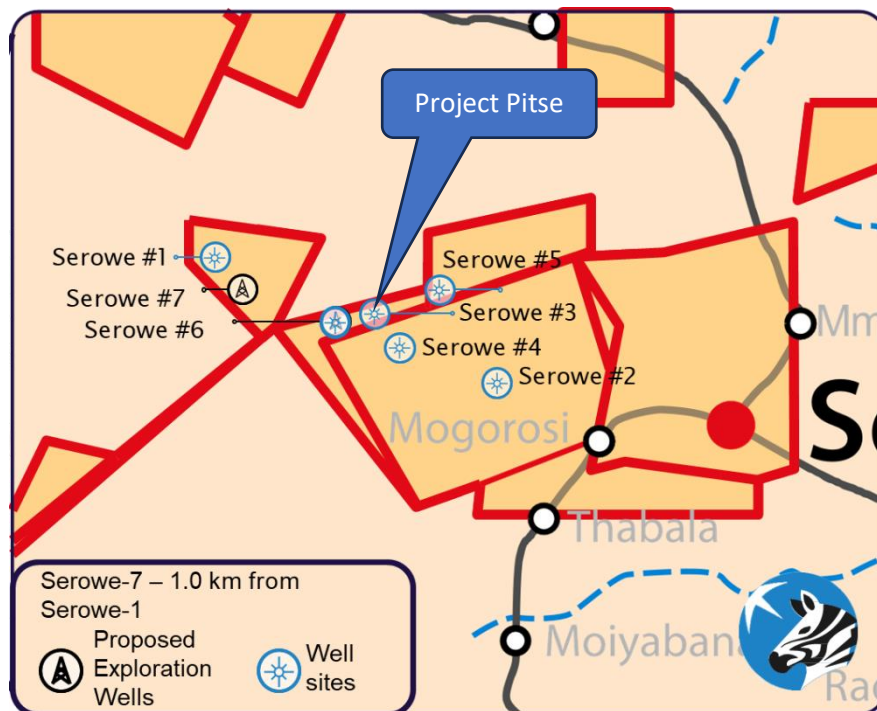 Project Pitse
Serowe #1
Serowe #5
Serowe #7
Serowe #3
Serowe #6
Serowe #4
Serowe #2
Mogorosi
Thabala
Moiyabana
Serowe-7 – 1.0 km from
Serowe-1
Proposed
Exploration
Wells
Well
sites